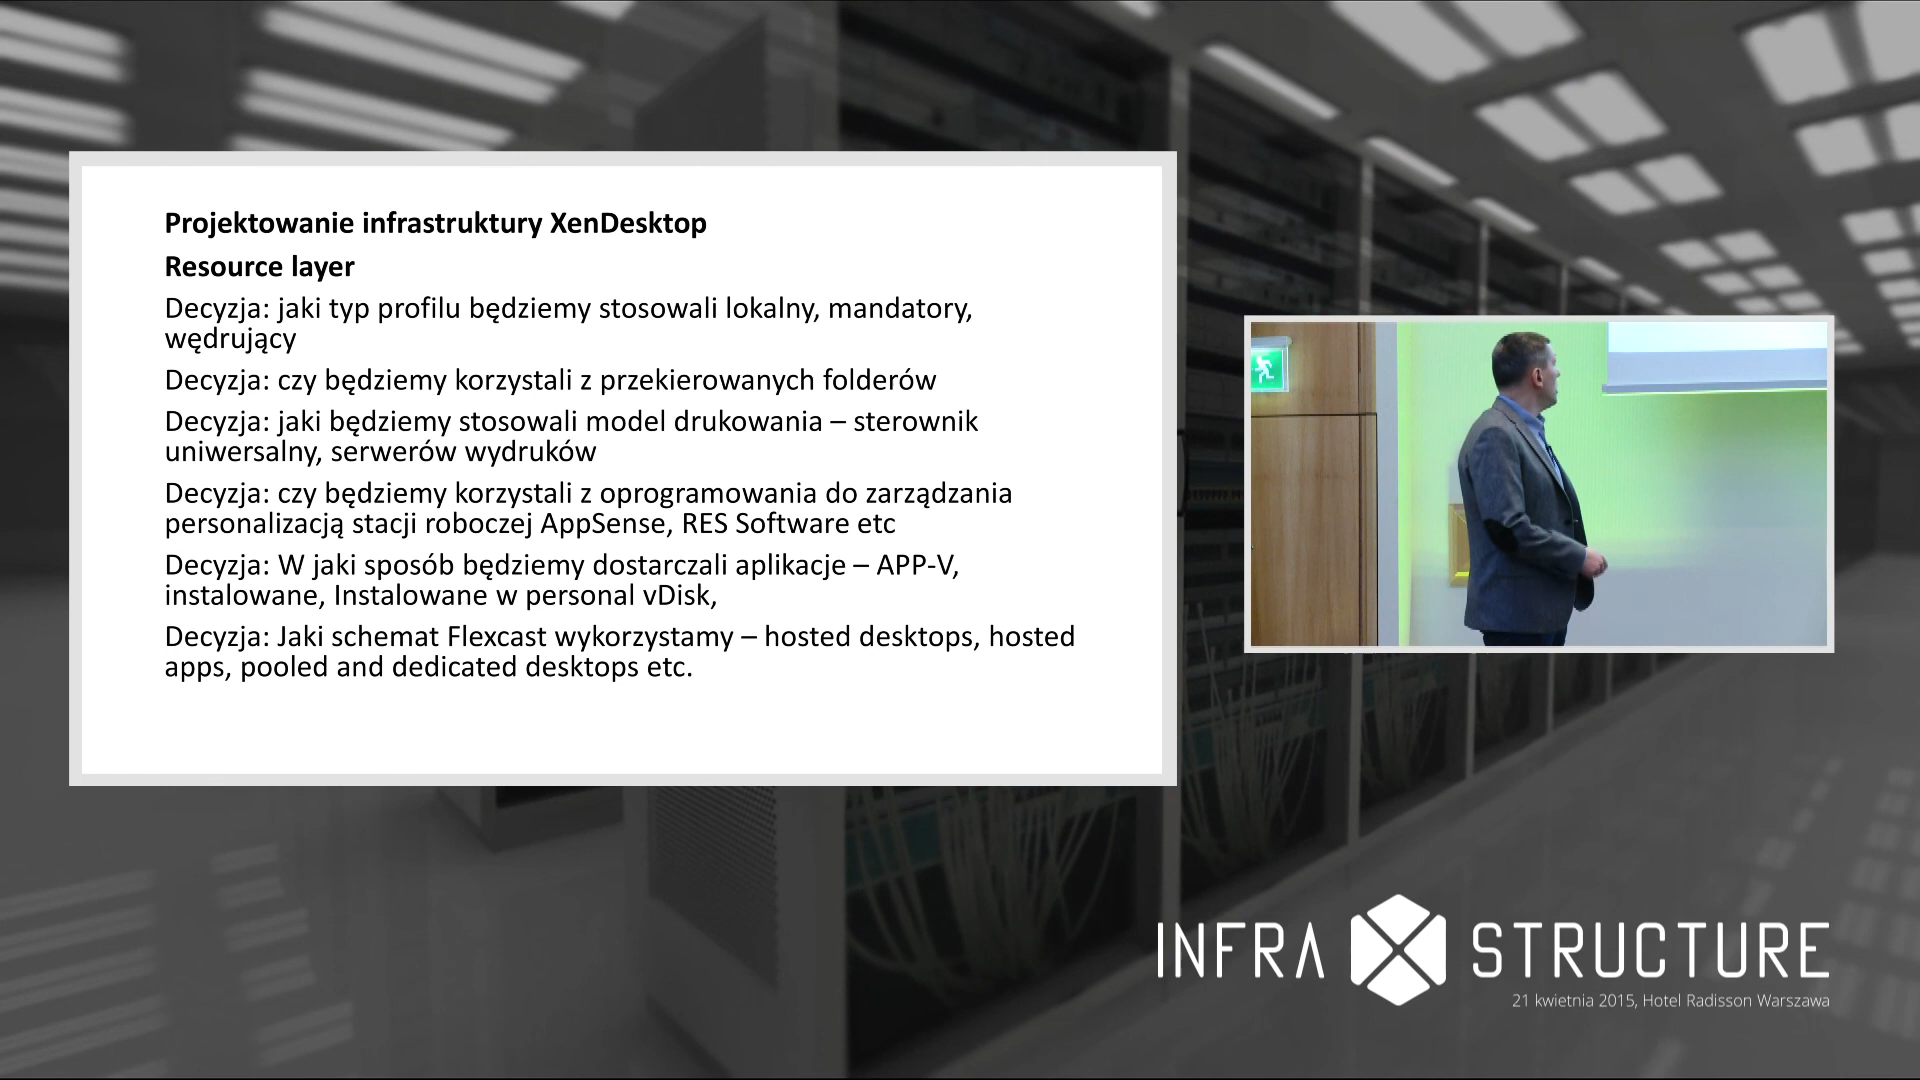 Projektowanie infrastruktury XenDesktop
Resource layer
Decyzja: jaki typ profilu będziemy stosowali lokalny, mandatory,
wędrujący
Decyzja: czy będziemy korzystali z przekierowanych folderów
Decyzja: jaki będziemy stosowali model drukowania – sterownik
uniwersalny, serwerów wydruków
Decyzja: czy będziemy korzystali z oprogramowania do zarządzania
personalizacją stacji roboczej AppSense, RES Software etc
Decyzja: W jaki sposób będziemy dostarczali aplikacje – APP-V,
instalowane, Instalowane w personal vDisk,
Decyzja: Jaki schemat Flexcast wykorzystamy – hosted desktops, hosted
apps, pooled and dedicated desktops etc.
INFRA STRUCTURE
21 kwietnia 2015, Hotel Radisson Warszawa